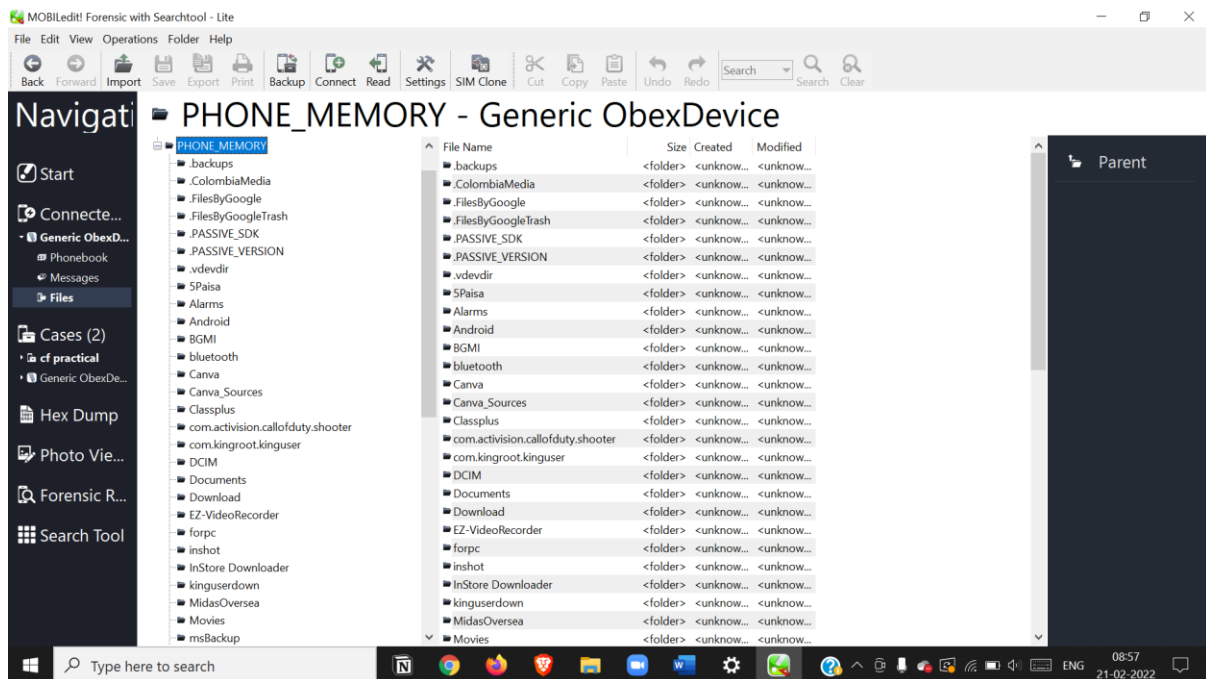 MOBILedit! Forensic with Searchtool - Lite
File Edit View Operations Folder Help
Back Forward Import Save Export Print Backup Connect Read Settings SIM Clone Cut Copy Paste Undo Redo Search Search Clear
Navigati
Start
Connecte...
Generic ObexD...
Phonebook
Messages
Files
Cases (2)
cf practical
Generic ObexDe...
Hex Dump
Photo Vie...
Forensic R...
Search Tool
PHONE_MEMORY - Generic ObexDevice
PHONE_MEMORY
.backups
.ColombiaMedia
.FilesByGoogle
.FilesByGoogleTrash
.PASSIVE_SDK
.PASSIVE_VERSION
.vdevdir
5Paisa
Alarms
Android
BGMI
bluetooth
Canva
Canva_Sources
Classplus
com.activision.callofduty.shooter
com.kingroot.kinguser
DCIM
Documents
Download
EZ-VideoRecorder
forpc
inshot
InStore Downloader
kinguserdown
MidasOversea
Movies
msBackup
File Name Size Created Modified
.backups <folder> <unknow... <unknow...
.ColombiaMedia <folder> <unknow... <unknow...
.FilesByGoogle <folder> <unknow... <unknow...
.FilesByGoogleTrash <folder> <unknow... <unknow...
.PASSIVE_SDK <folder> <unknow... <unknow...
.PASSIVE_VERSION <folder> <unknow... <unknow...
.vdevdir <folder> <unknow... <unknow...
5Paisa <folder> <unknow... <unknow...
Alarms <folder> <unknow... <unknow...
Android <folder> <unknow... <unknow...
BGMI <folder> <unknow... <unknow...
bluetooth <folder> <unknow... <unknow...
Canva <folder> <unknow... <unknow...
Canva_Sources <folder> <unknow... <unknow...
Classplus <folder> <unknow... <unknow...
com.activision.callofduty.shooter <folder> <unknow... <unknow...
com.kingroot.kinguser <folder> <unknow... <unknow...
DCIM <folder> <unknow... <unknow...
Documents <folder> <unknow... <unknow...
Download <folder> <unknow... <unknow...
EZ-VideoRecorder <folder> <unknow... <unknow...
forpc <folder> <unknow... <unknow...
inshot <folder> <unknow... <unknow...
InStore Downloader <folder> <unknow... <unknow...
kinguserdown <folder> <unknow... <unknow...
MidasOversea <folder> <unknow... <unknow...
Movies <folder> <unknow... <unknow...
Parent
Type here to search
ENG
08:57
21-02-2022